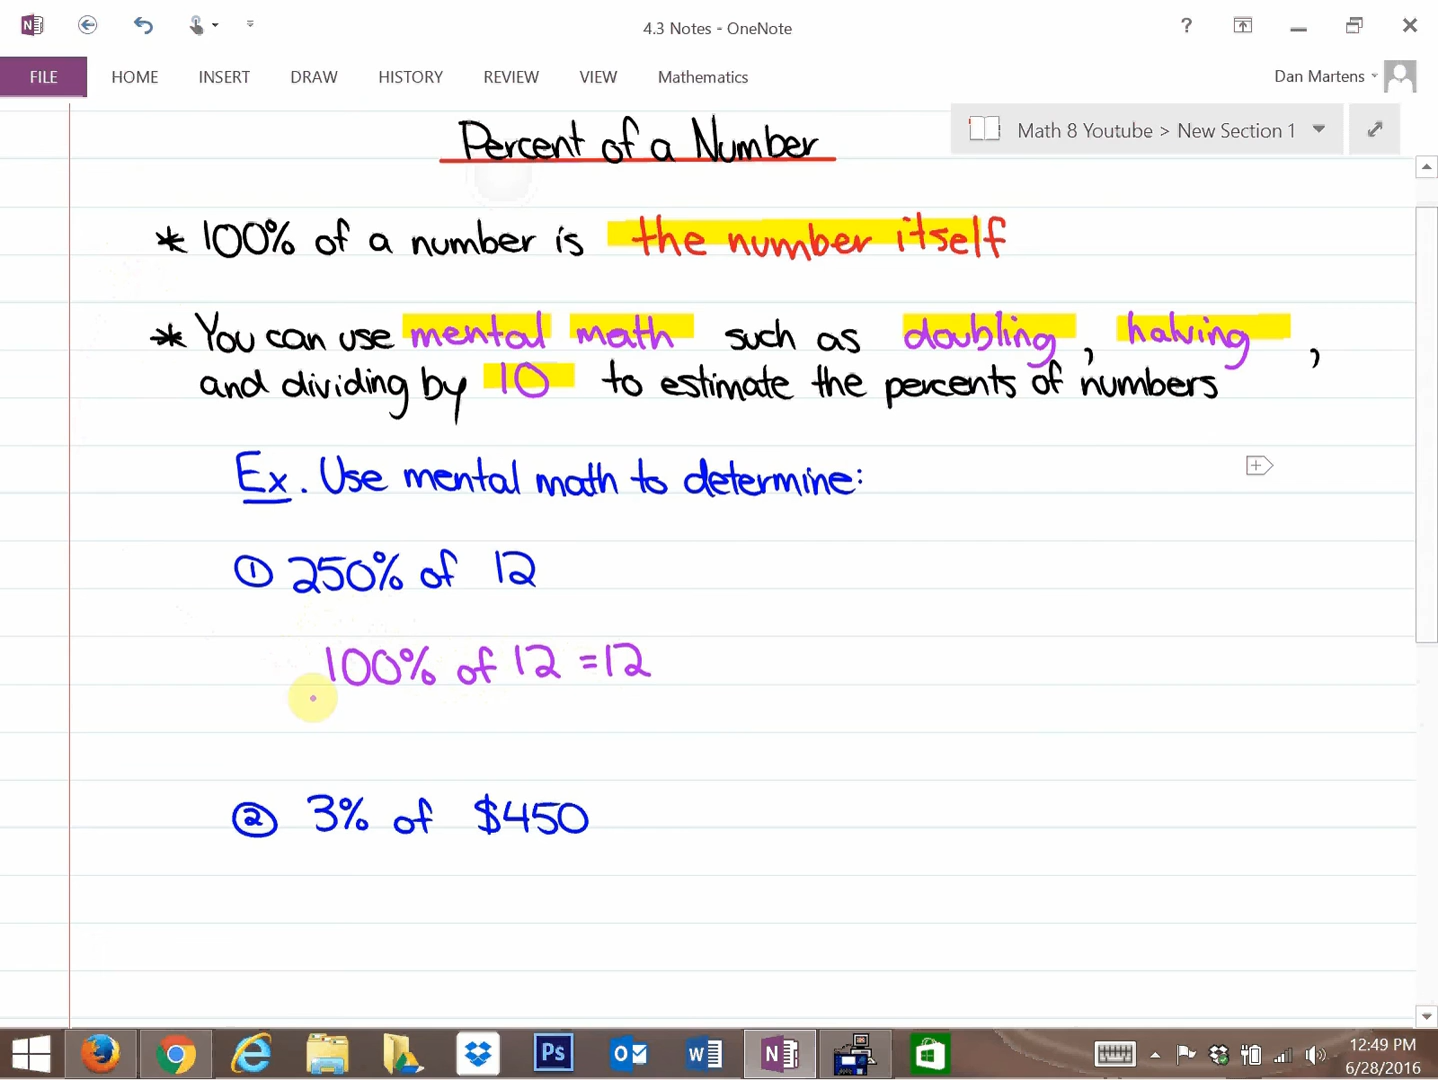 4.3 Notes - OneNote
?
FILE HOME INSERT DRAW HISTORY REVIEW VIEW Mathematics
Dan Martens
Math 8 Youtube > New Section 1
Percent of a Number
* 100% of a number is the number itself
* You can use mental math such as doubling, halving,
and dividing by 10 to estimate the percents of numbers
Ex. Use mental math to determine:
① 250% of 12
100% of 12 = 12
② 3% of $450
Ps
12:49 PM
6/28/2016